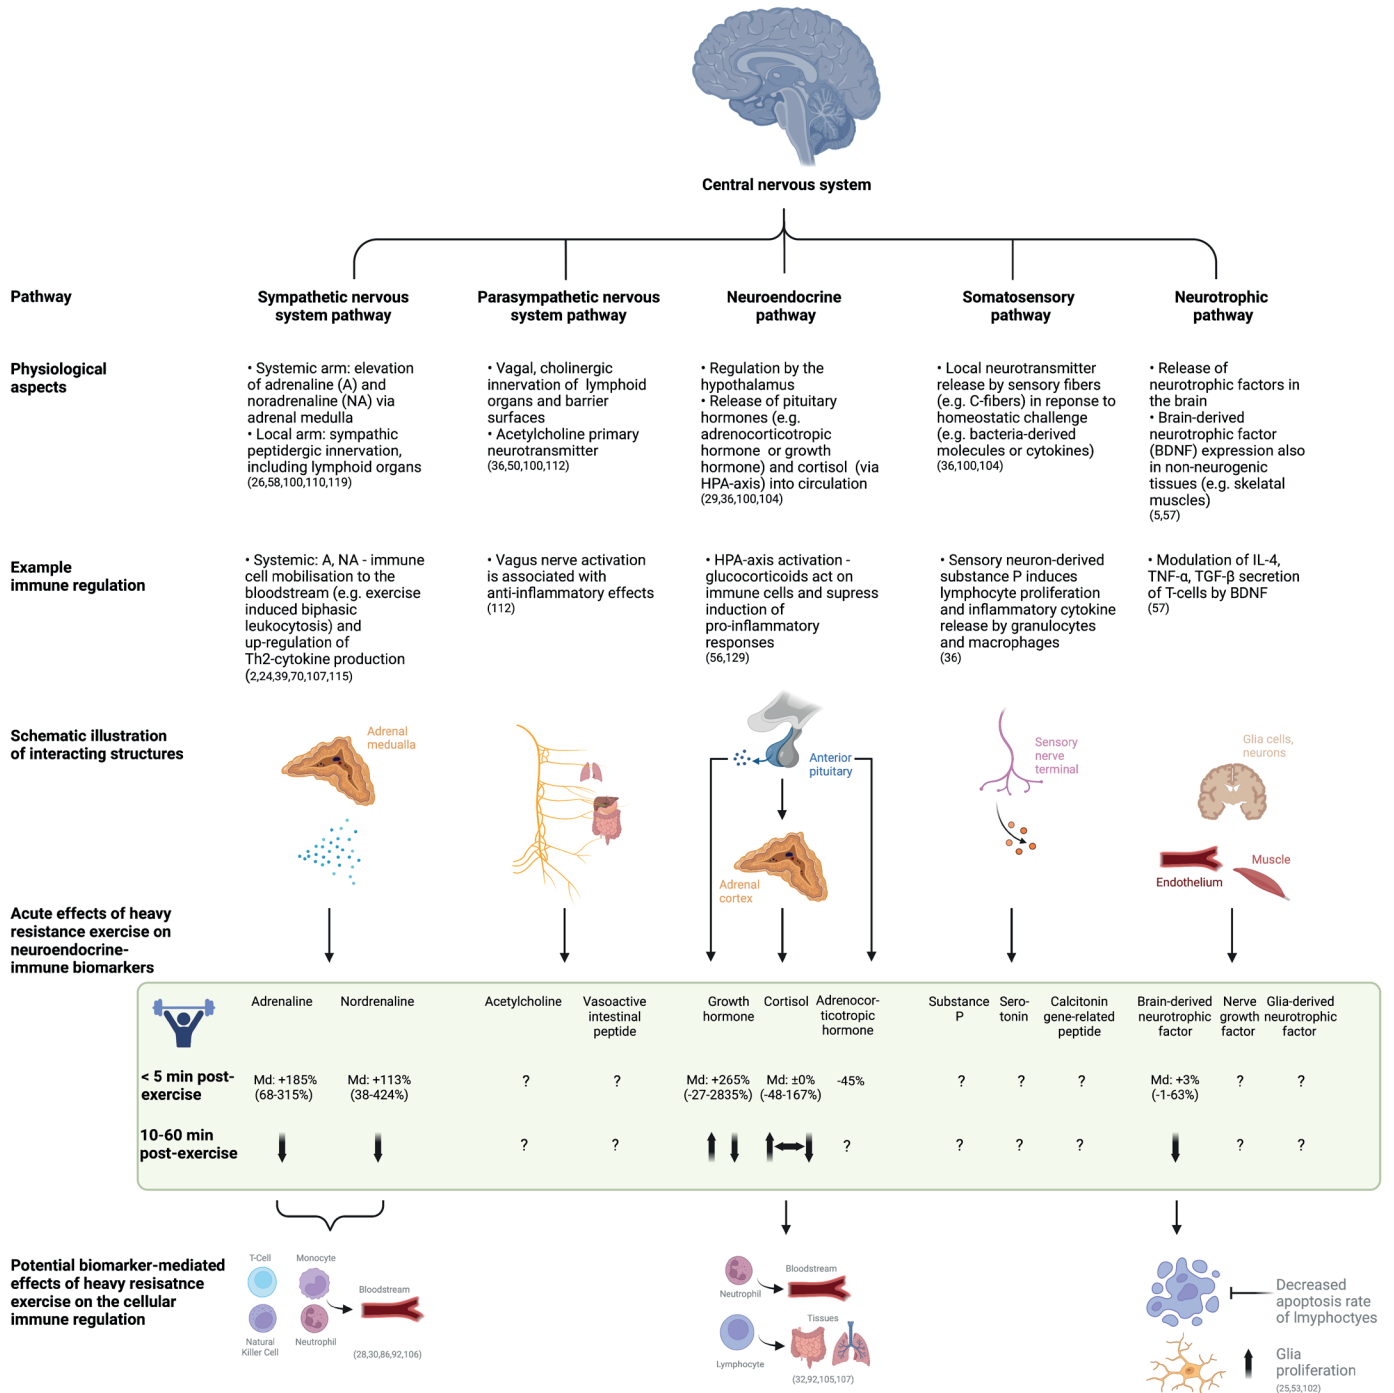 Central nervous system
Pathway
Sympathetic nervous
system pathway
Parasympathetic nervous
system pathway
Neuroendocrine
pathway
Somatosensory
pathway
Neurotrophic
pathway
Physiological
aspects
• Systemic arm: elevation
of adrenaline (A) and
noradrenaline (NA) via
adrenal medulla
• Local arm: sympathic
peptidergic innervation,
including lymphoid organs
(26,58,100,110,119)
• Vagal, cholinergic
innervation of lymphoid
organs and barrier
surfaces
• Acetylcholine primary
neurotransmitter
(36,50,100,112)
• Regulation by the
hypothalamus
• Release of pituitary
hormones (e.g.
adrenocorticotropic
hormone or growth
hormone) and cortisol (via
HPA-axis) into circulation
(29,36,100,104)
• Local neurotransmitter
release by sensory fibers
(e.g. C-fibers) in reponse to
homeostatic challenge
(e.g. bacteria-derived
molecules or cytokines)
(36,100,104)
• Release of
neurotrophic factors in
the brain
• Brain-derived
neurotrophic factor
(BDNF) expression also
in non-neurogenic
tissues (e.g. skelatal
muscles)
(5,57)
Example
immune regulation
• Systemic: A, NA - immune
cell mobilisation to the
bloodstream (e.g. exercise
induced biphasic
leukocytosis) and
up-regulation of
Th2-cytokine production
(2,24,39,70,107,115)
• Vagus nerve activation
is associated with
anti-inflammatory effects
(112)
• HPA-axis activation -
glucocorticoids act on
immune cells and supress
induction of
pro-inflammatory
responses
(56,129)
• Sensory neuron-derived
substance P induces
lymphocyte proliferation
and inflammatory cytokine
release by granulocytes
and macrophages
(36)
• Modulation of IL-4,
TNF-α, TGF-β secretion
of T-cells by BDNF
(57)
Schematic illustration
of interacting structures
Adrenal
medualla
Anterior
pituitary
Adrenal
cortex
Sensory
nerve
terminal
Glia cells,
neurons
Endothelium
Muscle
Acute effects of heavy
resistance exercise on
neuroendocrine-
immune biomarkers
Adrenaline
Nordrenaline
Acetylcholine
Vasoactive
intestinal
peptide
Growth
hormone
Cortisol
Adrenocor-
ticotropic
hormone
Substance
P
Sero-
tonin
Calcitonin
gene-related
peptide
Brain-derived
neurotrophic
factor
Nerve
growth
factor
Glia-derived
neurotrophic
factor
< 5 min post-
exercise
Md: +185%
(68-315%)
Md: +113%
(38-424%)
?
?
Md: +265%
(-27-2835%)
Md: ±0%
(-48-167%)
-45%
?
?
?
Md: +3%
(-1-63%)
?
?
10-60 min
post-exercise
?
?
?
?
?
?
?
?
Potential biomarker-mediated
effects of heavy resisatnce
exercise on the cellular
immune regulation
T-Cell
Monocyte
Natural
Killer Cell
Neutrophil
Bloodstream
(28,30,86,92,106)
Neutrophil
Bloodstream
Lymphocyte
Tissues
(32,92,105,107)
Decreased
apoptosis rate
of lmyphoctyes
Glia
proliferation
(25,53,102)